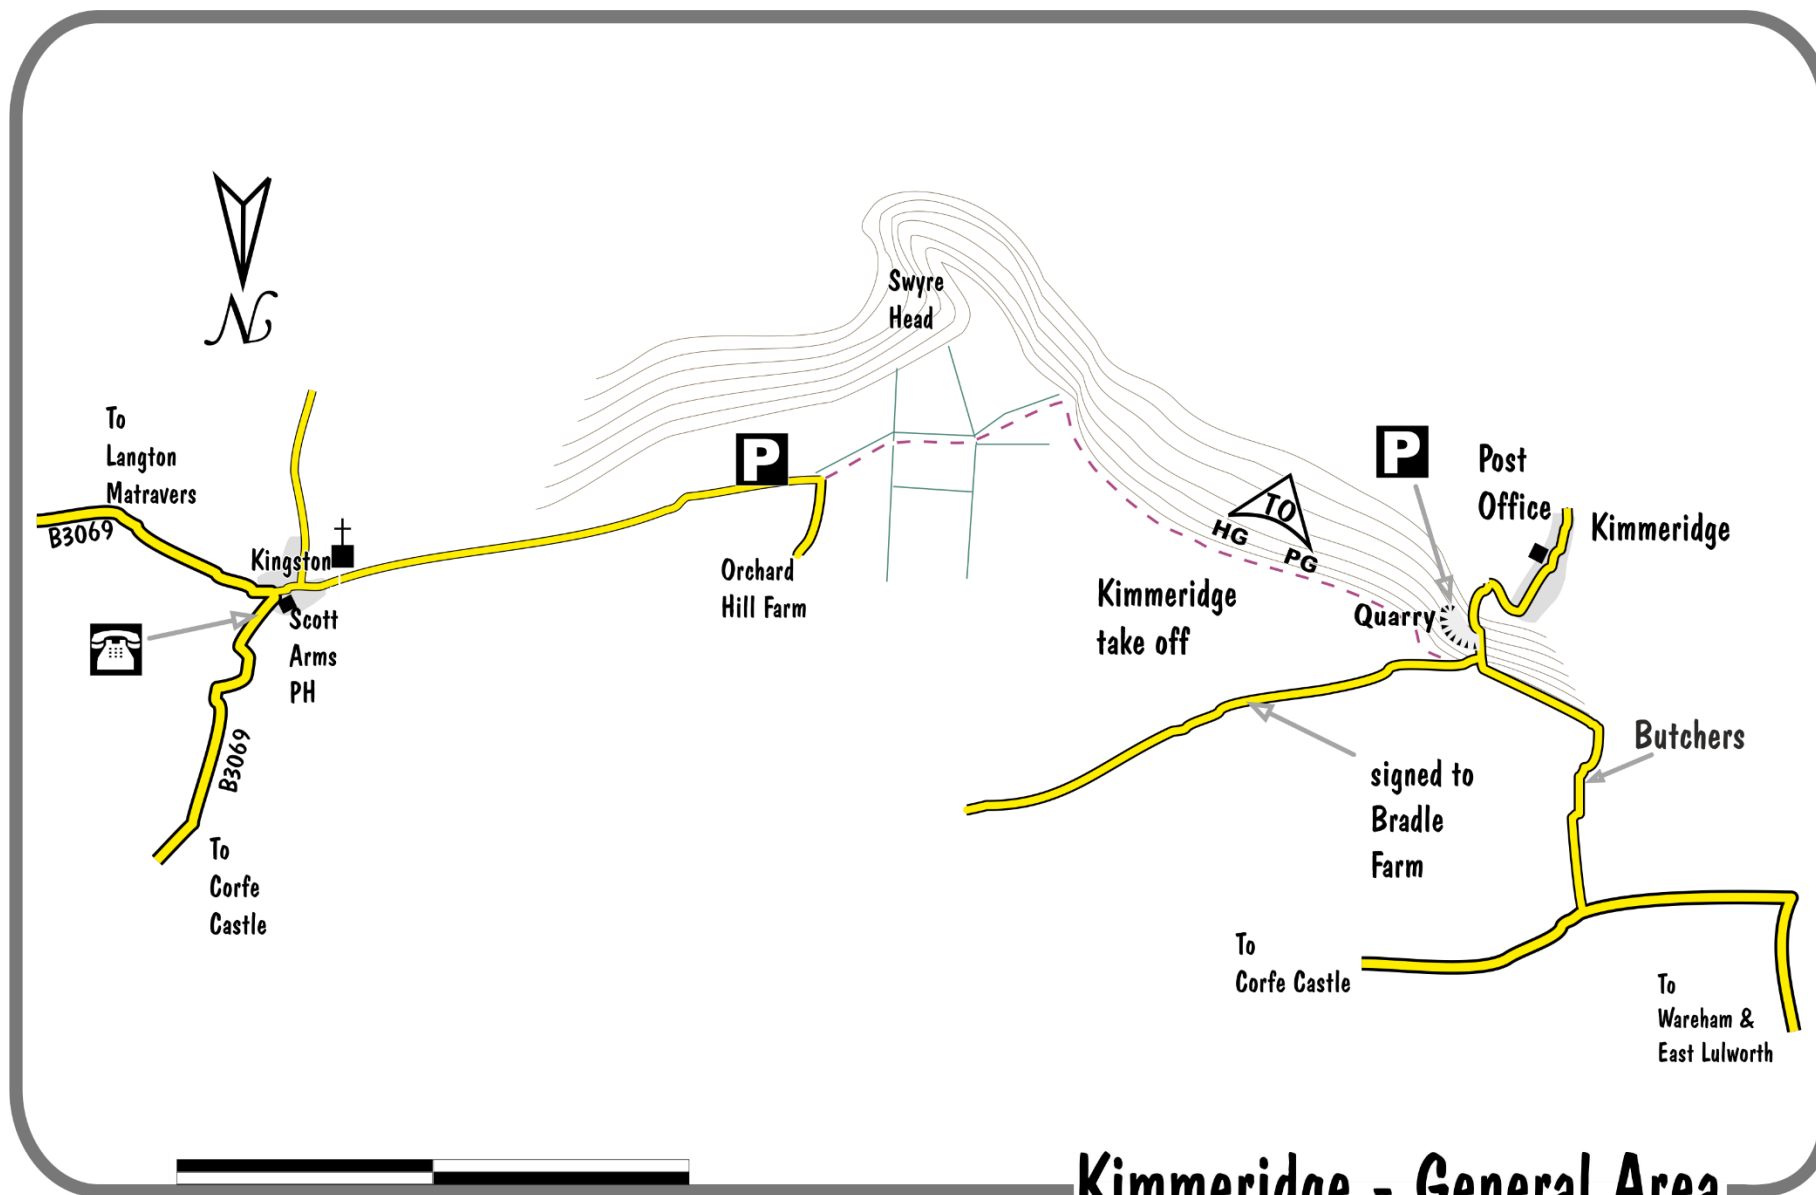 N
To
Langton
Matravers
B3069
Kingston
Scott
Arms
PH
B3069
To
Corfe
Castle
Swyre
Head
P
Orchard
Hill Farm
TO
HG
PG
Kimmeridge
take off
P
Post
Office
Kimmeridge
Quarry
signed to
Bradle
Farm
Butchers
To
Corfe Castle
To
Wareham &
East Lulworth
Kimmeridge - General Area